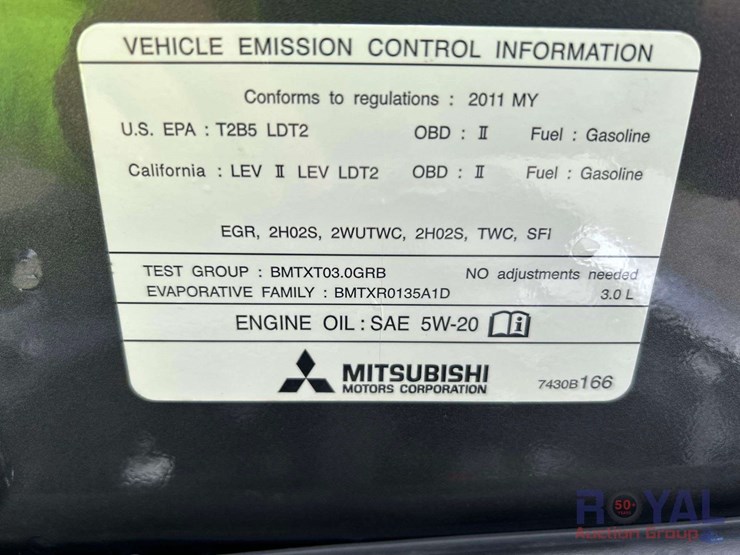 VEHICLE EMISSION CONTROL INFORMATION
Conforms to regulations : 2011 MY
U.S. EPA : T2B5 LDT2 OBD : II Fuel : Gasoline
California : LEV II LEV LDT2 OBD : II Fuel : Gasoline
EGR, 2H02S, 2WUTWC, 2H02S, TWC, SFI
TEST GROUP : BMTXT03.0GRB NO adjustments needed
EVAPORATIVE FAMILY : BMTXR0135A1D 3.0 L
ENGINE OIL : SAE 5W-20
MITSUBISHI
MOTORS CORPORATION
7430B166
ROYAL
50+
Auction Group